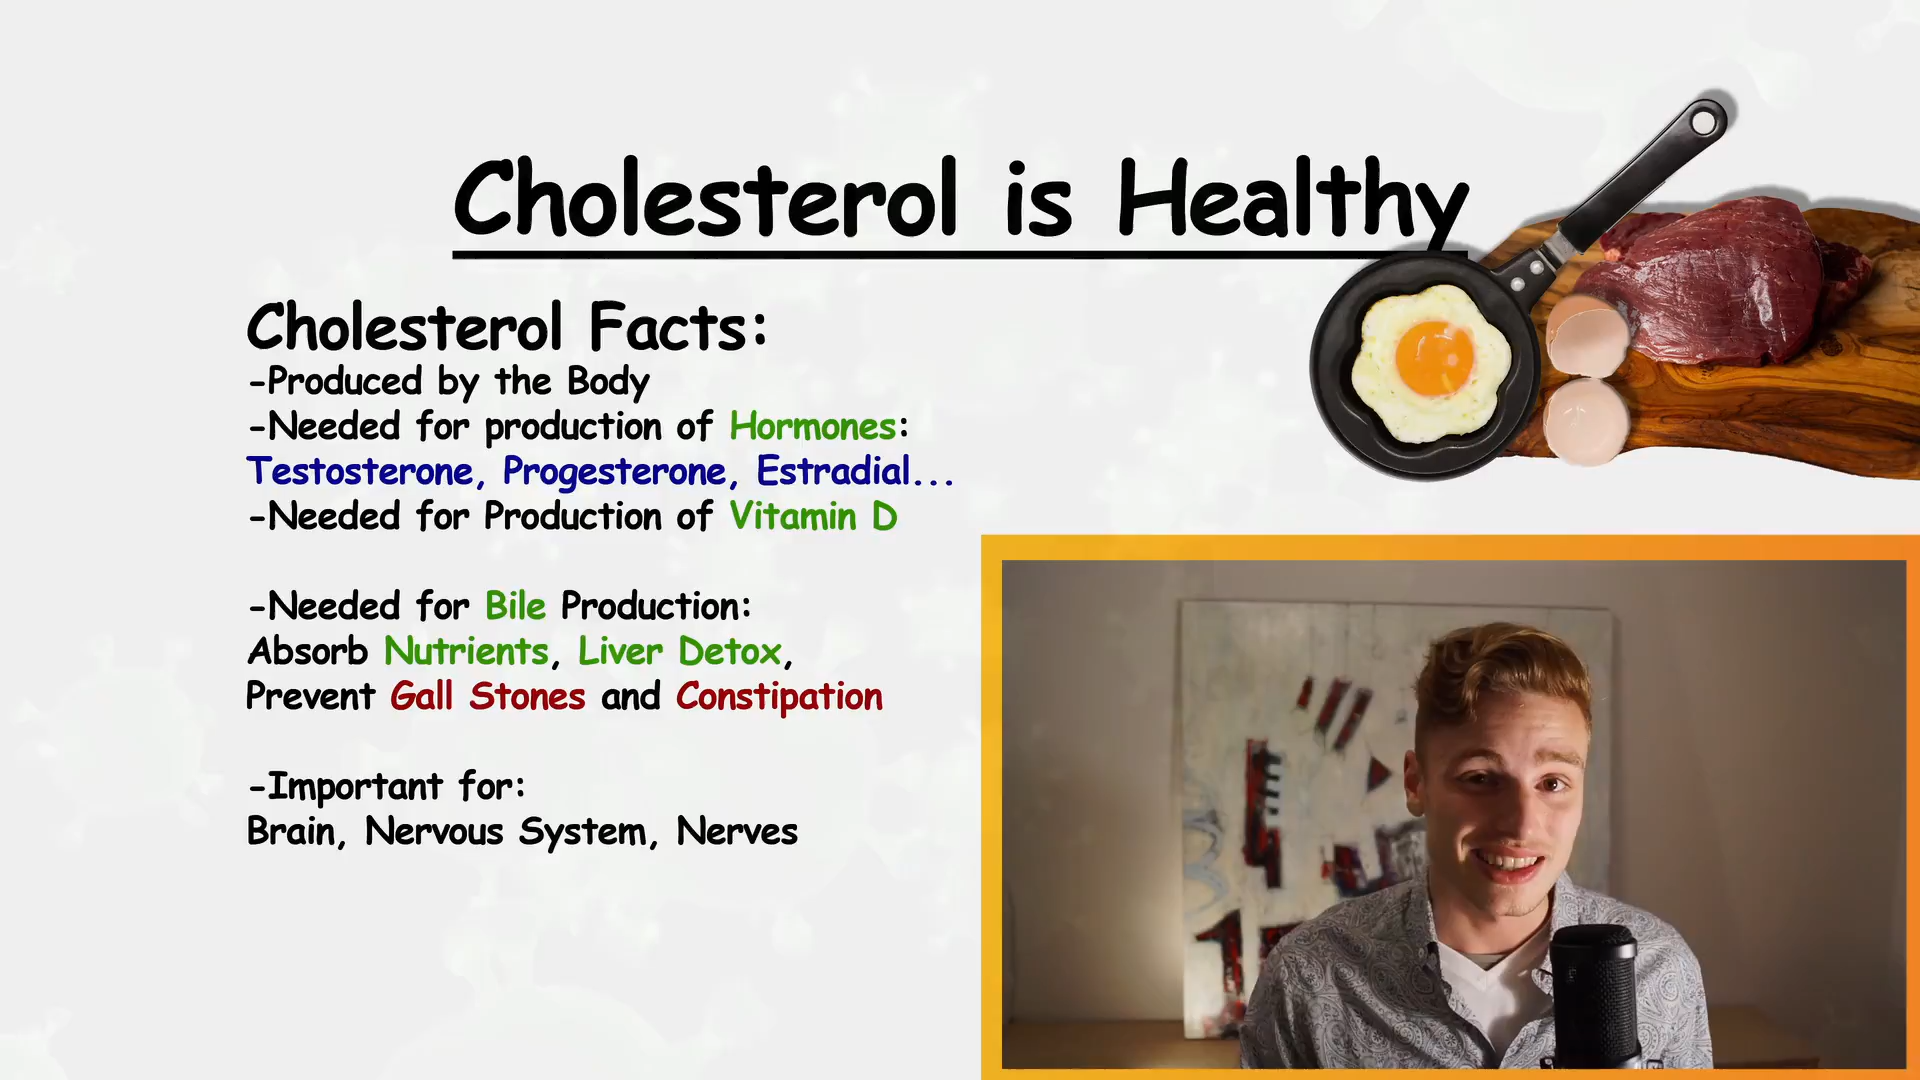 Cholesterol is Healthy
Cholesterol Facts:
-Produced by the Body
-Needed for production of Hormones:
Testosterone, Progesterone, Estradial...
-Needed for Production of Vitamin D
-Needed for Bile Production:
Absorb Nutrients, Liver Detox,
Prevent Gall Stones and Constipation
-Important for:
Brain, Nervous System, Nerves